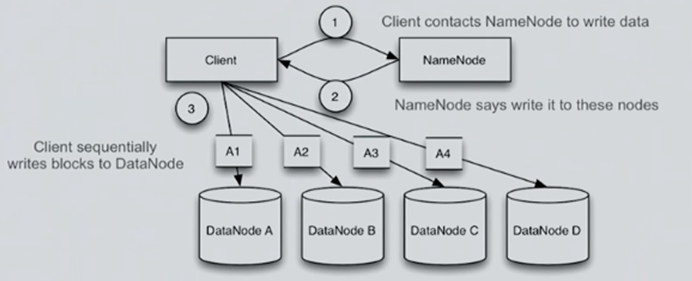 1
Client contacts NameNode to write data
Client
NameNode
2
3
NameNode says write it to these nodes
Client sequentially
writes blocks to DataNode
A1
A2
A3
A4
DataNode A
DataNode B
DataNode C
DataNode D